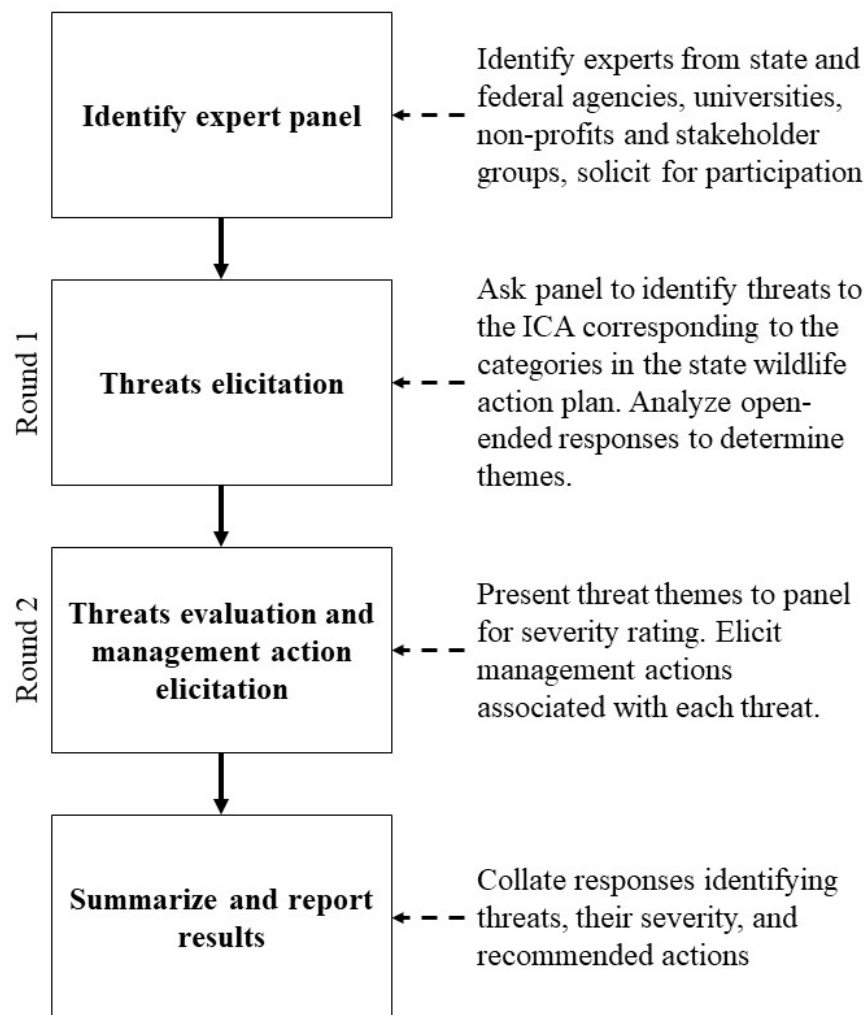 Identify expert panel
Identify experts from state and
federal agencies, universities,
non-profits and stakeholder
groups, solicit for participation
Round 1
Threats elicitation
Ask panel to identify threats to
the ICA corresponding to the
categories in the state wildlife
action plan. Analyze open-
ended responses to determine
themes.
Round 2
Threats evaluation and
management action
elicitation
Present threat themes to panel
for severity rating. Elicit
management actions
associated with each threat.
Summarize and report
results
Collate responses identifying
threats, their severity, and
recommended actions